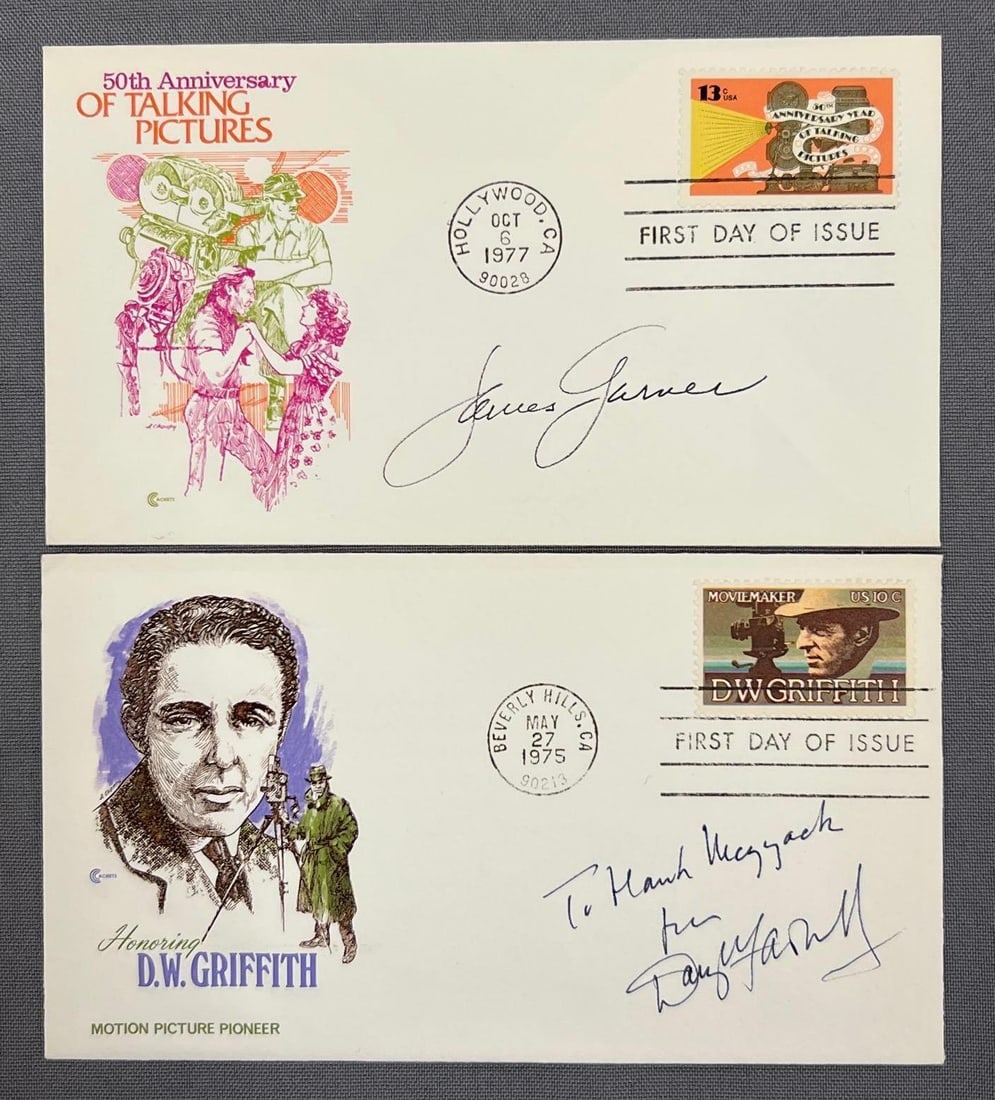 50th Anniversary
OF TALKING
PICTURES
13c
USA
50TH
ANNIVERSARY YEAR
OF TALKING
PICTURES
HOLLYWOOD, CA
OCT
6
1977
90028
FIRST DAY OF ISSUE
James Garner
MOVIEMAKER US 10 C
D.W. GRIFFITH
BEVERLY HILLS, CA
MAY
27
1975
90213
FIRST DAY OF ISSUE
To Hank
Honoring
D.W. GRIFFITH
MOTION PICTURE PIONEER